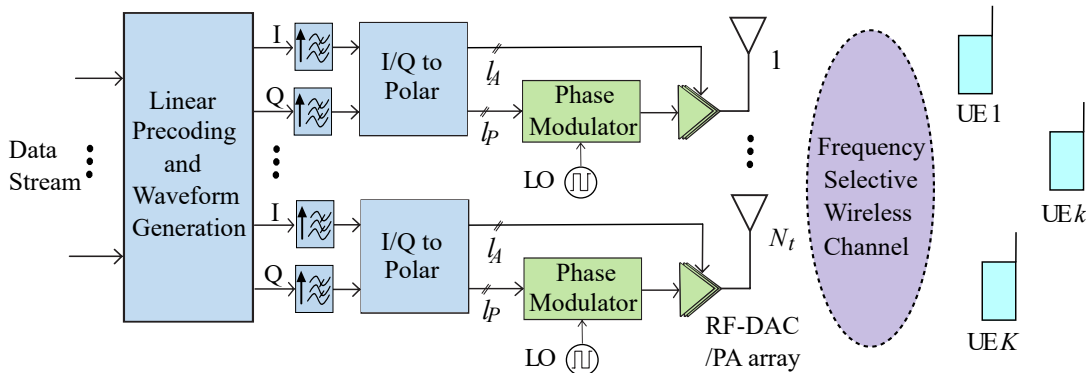 Data
Stream
Linear
Precoding
and
Waveform
Generation
I
Q
I/Q to
Polar
l_A
l_P
Phase
Modulator
LO
1
I
Q
I/Q to
Polar
l_A
l_P
Phase
Modulator
LO
N_t
RF-DAC
/PA array
Frequency
Selective
Wireless
Channel
UE 1
UE k
UE K